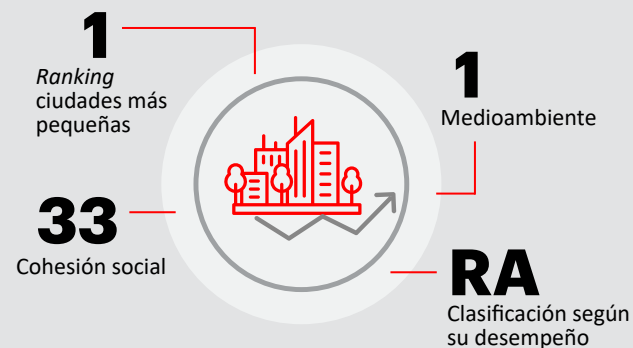 1
Ranking
ciudades más
pequeñas
1
Medioambiente
33
Cohesión social
RA
Clasificación según
su desempeño